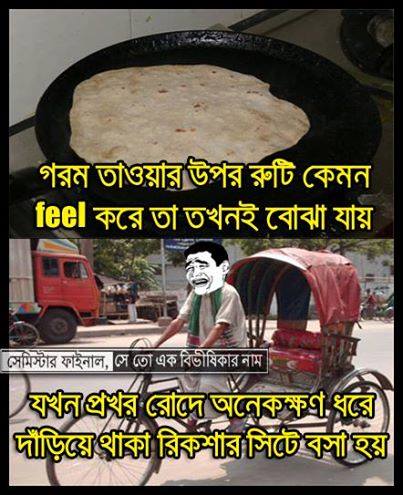 গরম তাওয়ার উপর রুটি কেমন
feel করে তা তখনই বোঝা যায়
সেমিস্টার ফাইনাল, সে তো এক বিভীষিকার নাম
যখন প্রখর রোদে অনেকক্ষণ ধরে
দাঁড়িয়ে থাকা রিকশার সিটে বসা হয়